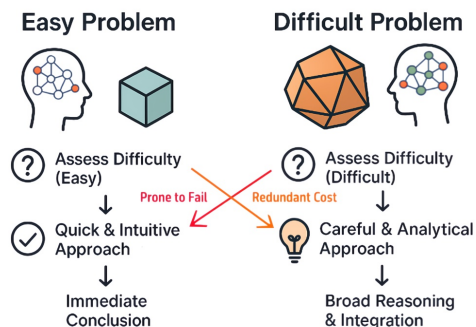 Easy Problem
Difficult Problem
?
Assess Difficulty
(Easy)
?
Assess Difficulty
(Difficult)
Prone to Fail
Redundant Cost
Quick & Intuitive
Approach
Careful & Analytical
Approach
Immediate
Conclusion
Broad Reasoning
& Integration